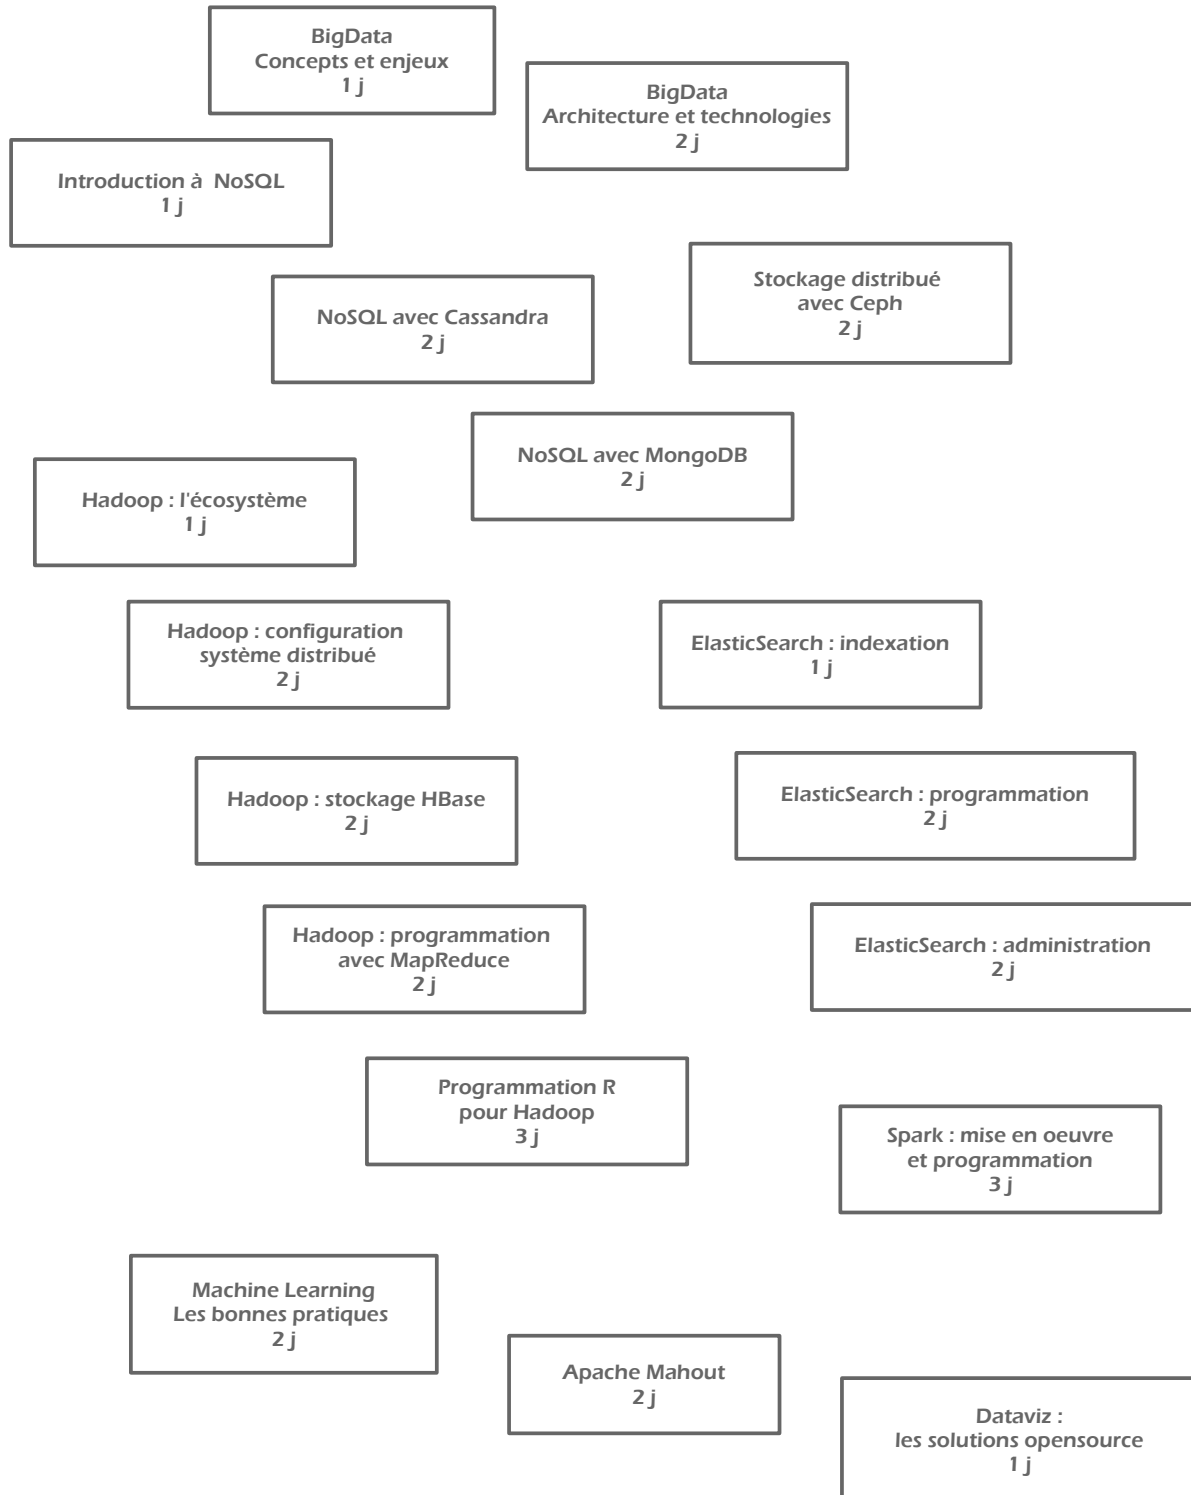 BigData
Concepts et enjeux
1 j
BigData
Architecture et technologies
2 j
Introduction à  NoSQL
1 j
Stockage distribué
avec Ceph
2 j
NoSQL avec Cassandra
2 j
NoSQL avec MongoDB
2 j
Hadoop : l'écosystème
1 j
Hadoop : configuration
système distribué
2 j
ElasticSearch : indexation
1 j
Hadoop : stockage HBase
2 j
ElasticSearch : programmation
2 j
Hadoop : programmation
avec MapReduce
2 j
ElasticSearch : administration
2 j
Programmation R
pour Hadoop
3 j
Spark : mise en oeuvre
et programmation
3 j
Machine Learning
Les bonnes pratiques
2 j
Apache Mahout
2 j
Dataviz :
les solutions opensource
1 j